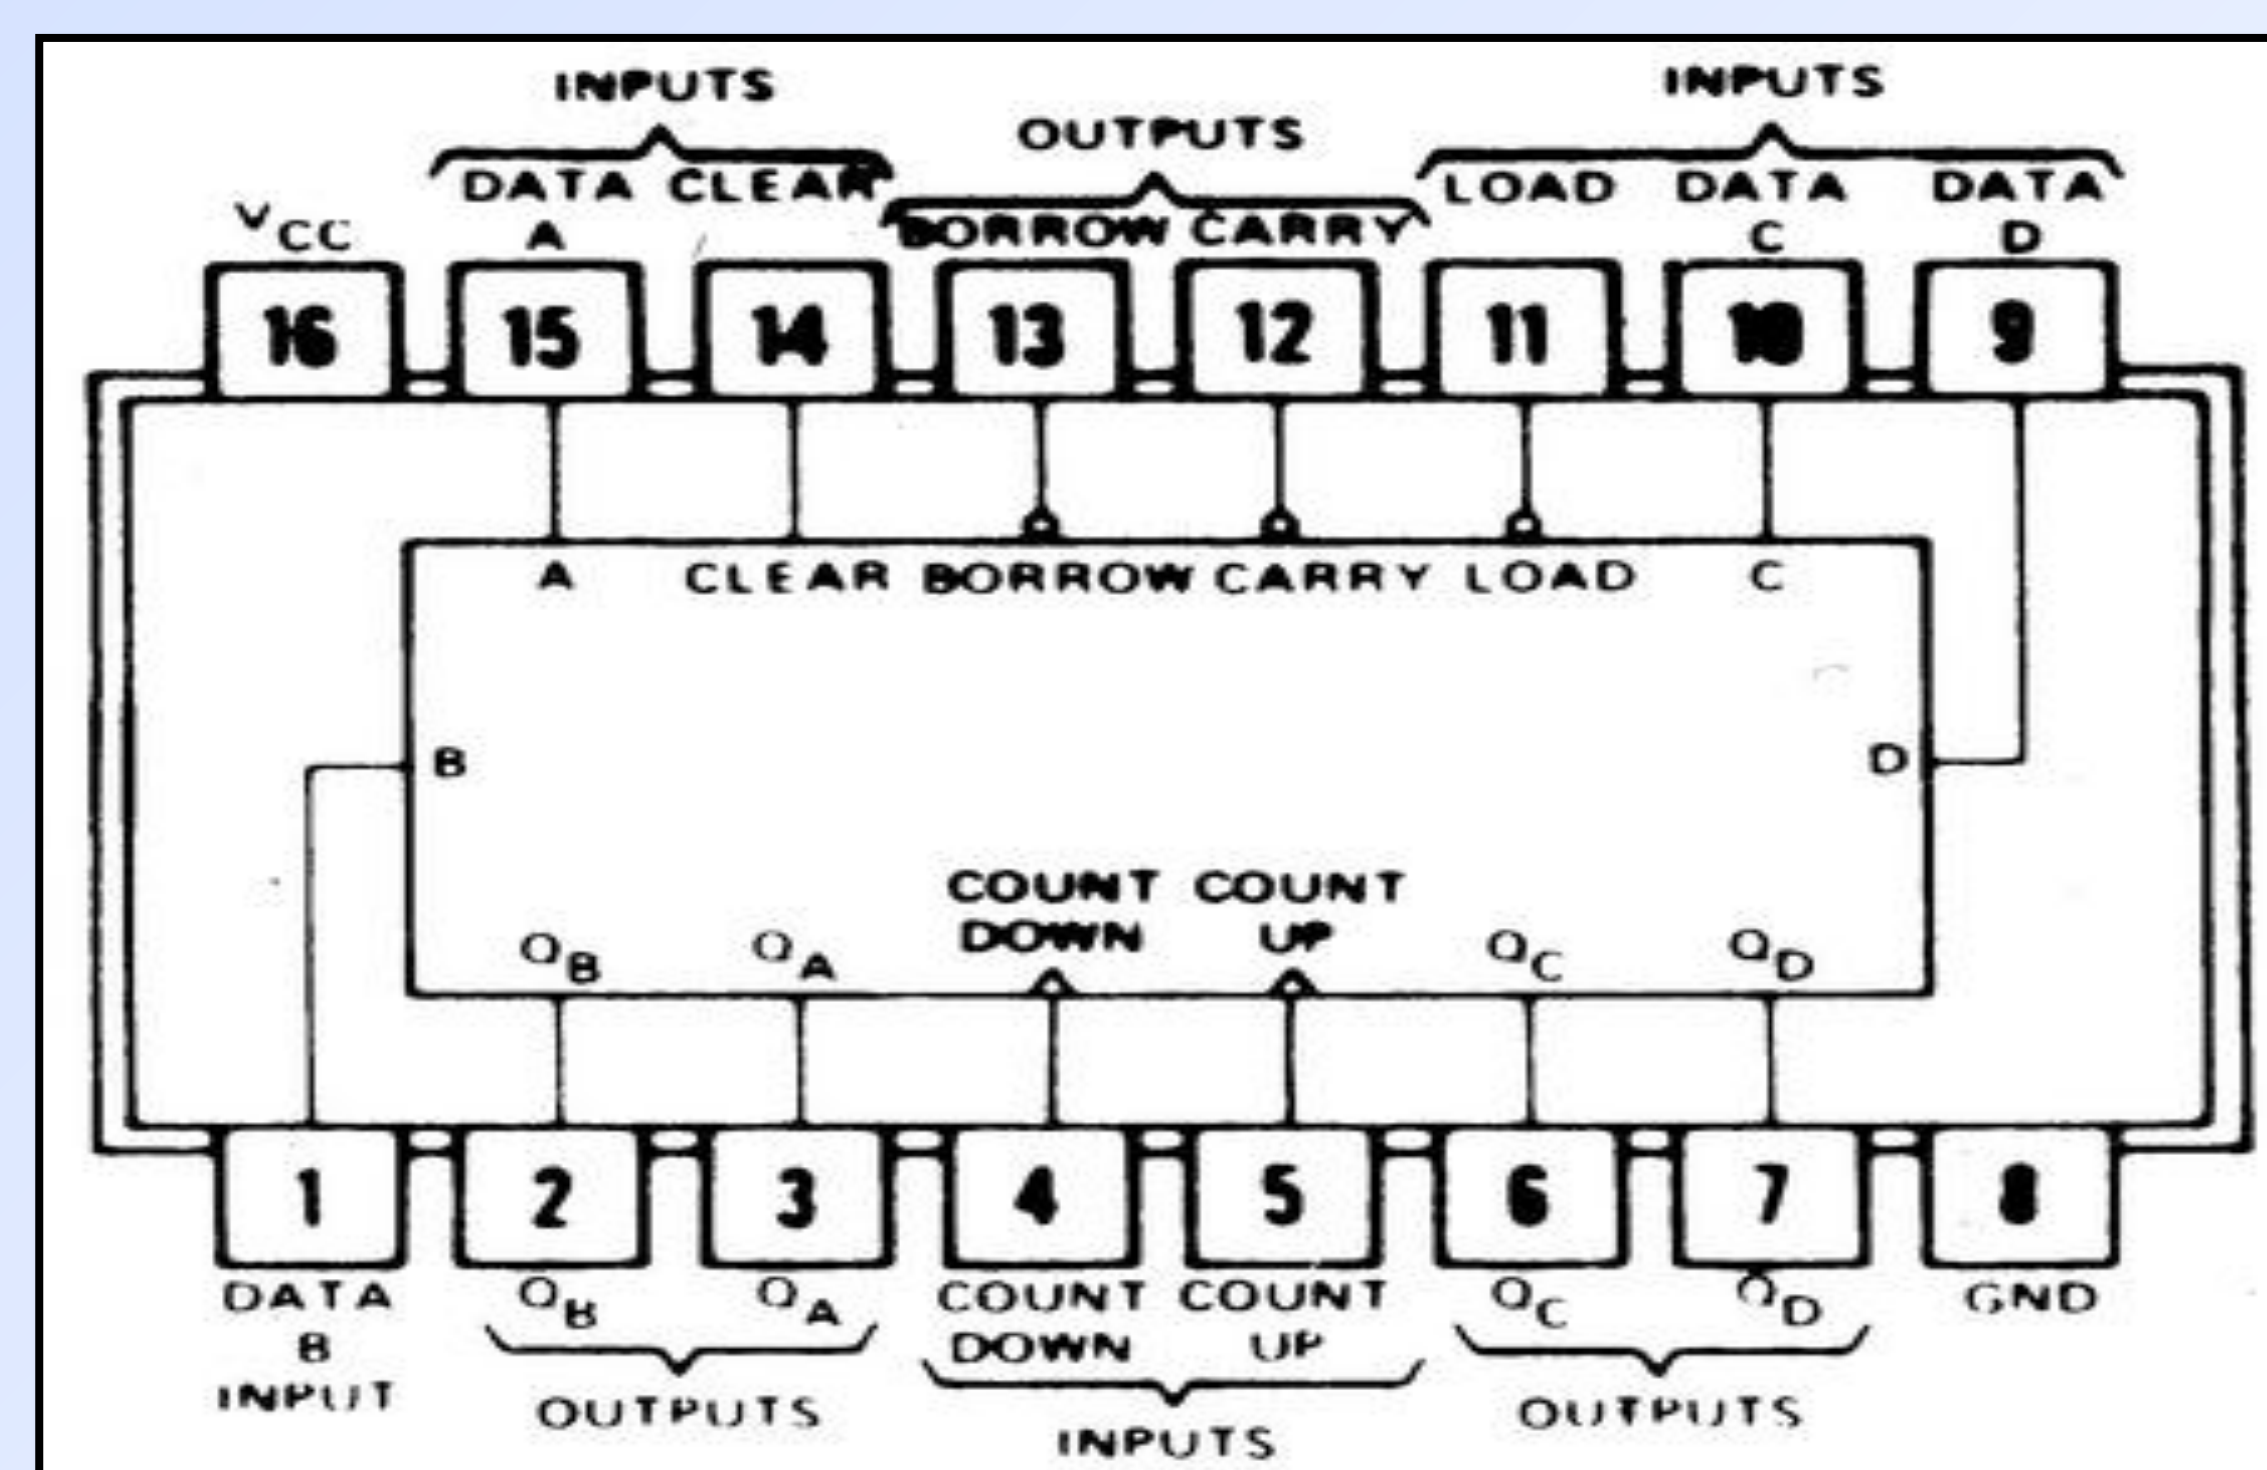 INPUTS
INPUTS
OUTPUTS
DATA CLEAR
LOAD DATA DATA
VCC A BORROW CARRY C D
16 15 14 13 12 11 10 9
A CLEAR BORROW CARRY LOAD C
B D
COUNT COUNT
DOWN UP
QB QA QC QD
1 2 3 4 5 6 7 8
DATA QB QA COUNT COUNT QC QD GND
B DOWN UP
INPUT OUTPUTS OUTPUTS
INPUTS